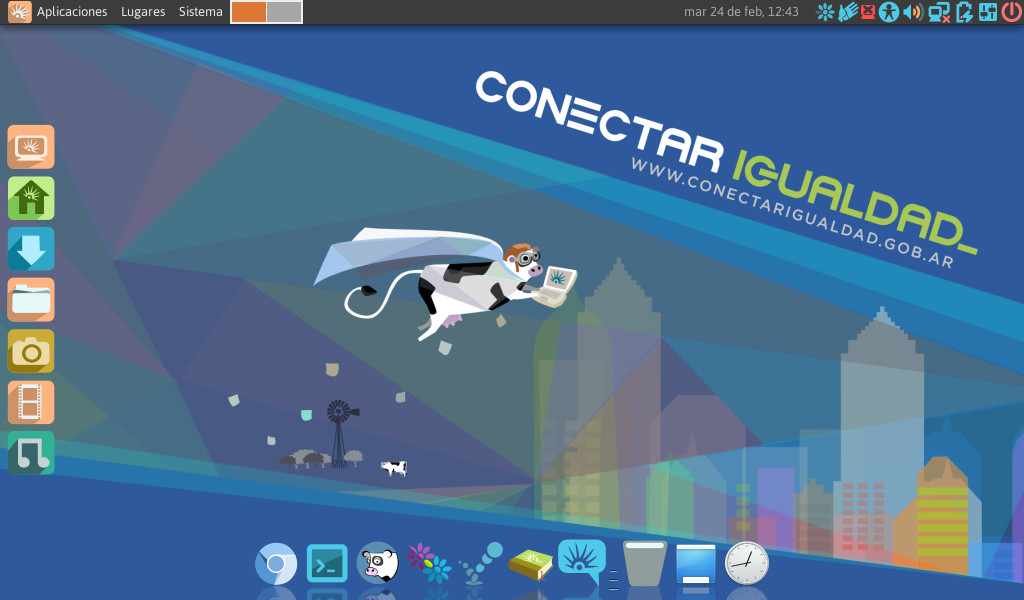 Aplicaciones Lugares Sistema mar 24 de feb, 12:43
CONECTAR IGUALDAD_
WWW.CONECTARIGUALDAD.GOB.AR